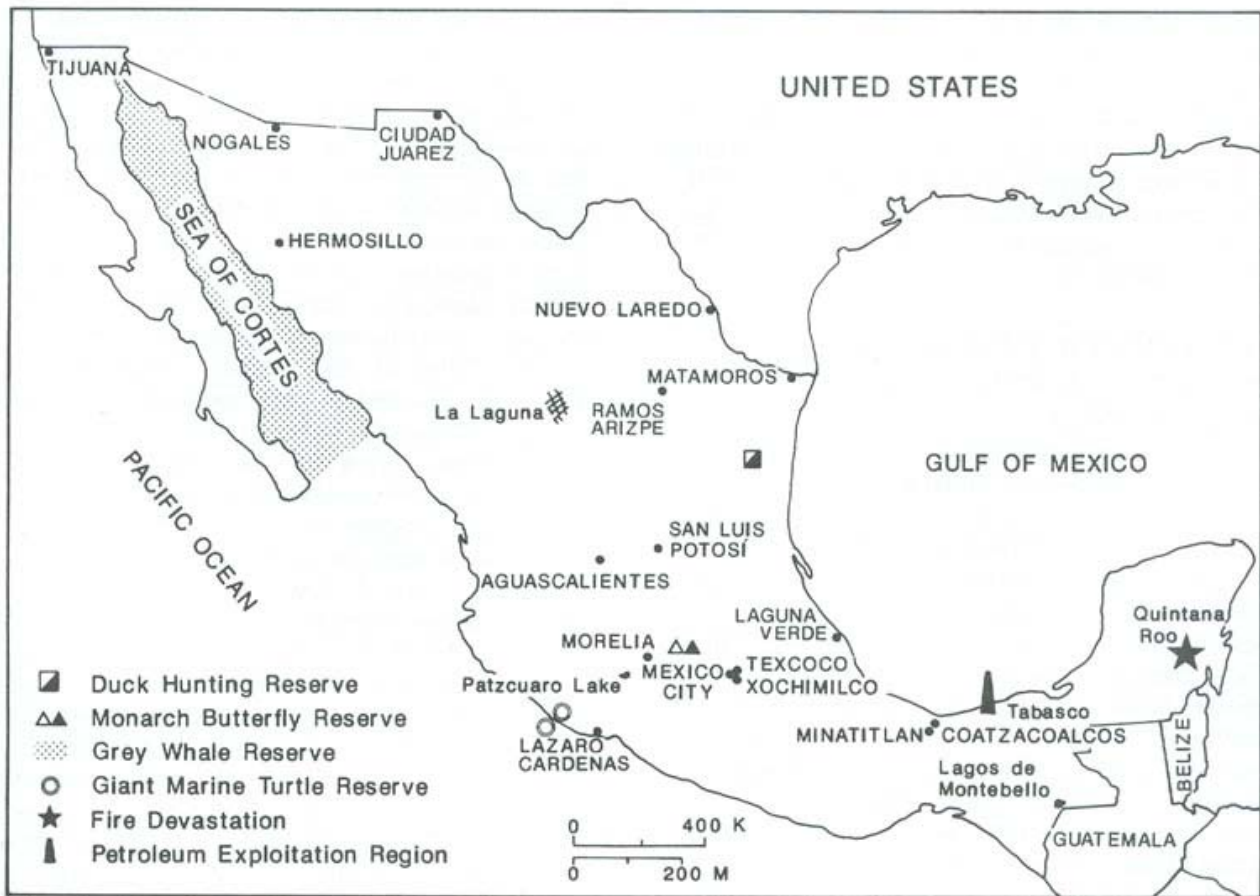 UNITED STATES
TIJUANA
NOGALES
CIUDAD
JUAREZ
SEA OF CORTES
HERMOSILLO
NUEVO LAREDO
MATAMOROS
La Laguna
RAMOS
ARIZPE
PACIFIC OCEAN
GULF OF MEXICO
SAN LUIS
POTOSÍ
AGUASCALIENTES
LAGUNA
VERDE
Quintana
Roo
MORELIA
MEXICO
CITY
TEXCOCO
XOCHIMILCO
Patzcuaro Lake
LAZARO
CARDENAS
Tabasco
MINATITLAN
COATZACOALCOS
BELIZE
Lagos de
Montebello
GUATEMALA
Duck Hunting Reserve
Monarch Butterfly Reserve
Grey Whale Reserve
Giant Marine Turtle Reserve
Fire Devastation
Petroleum Exploitation Region
0 400 K
0 200 M